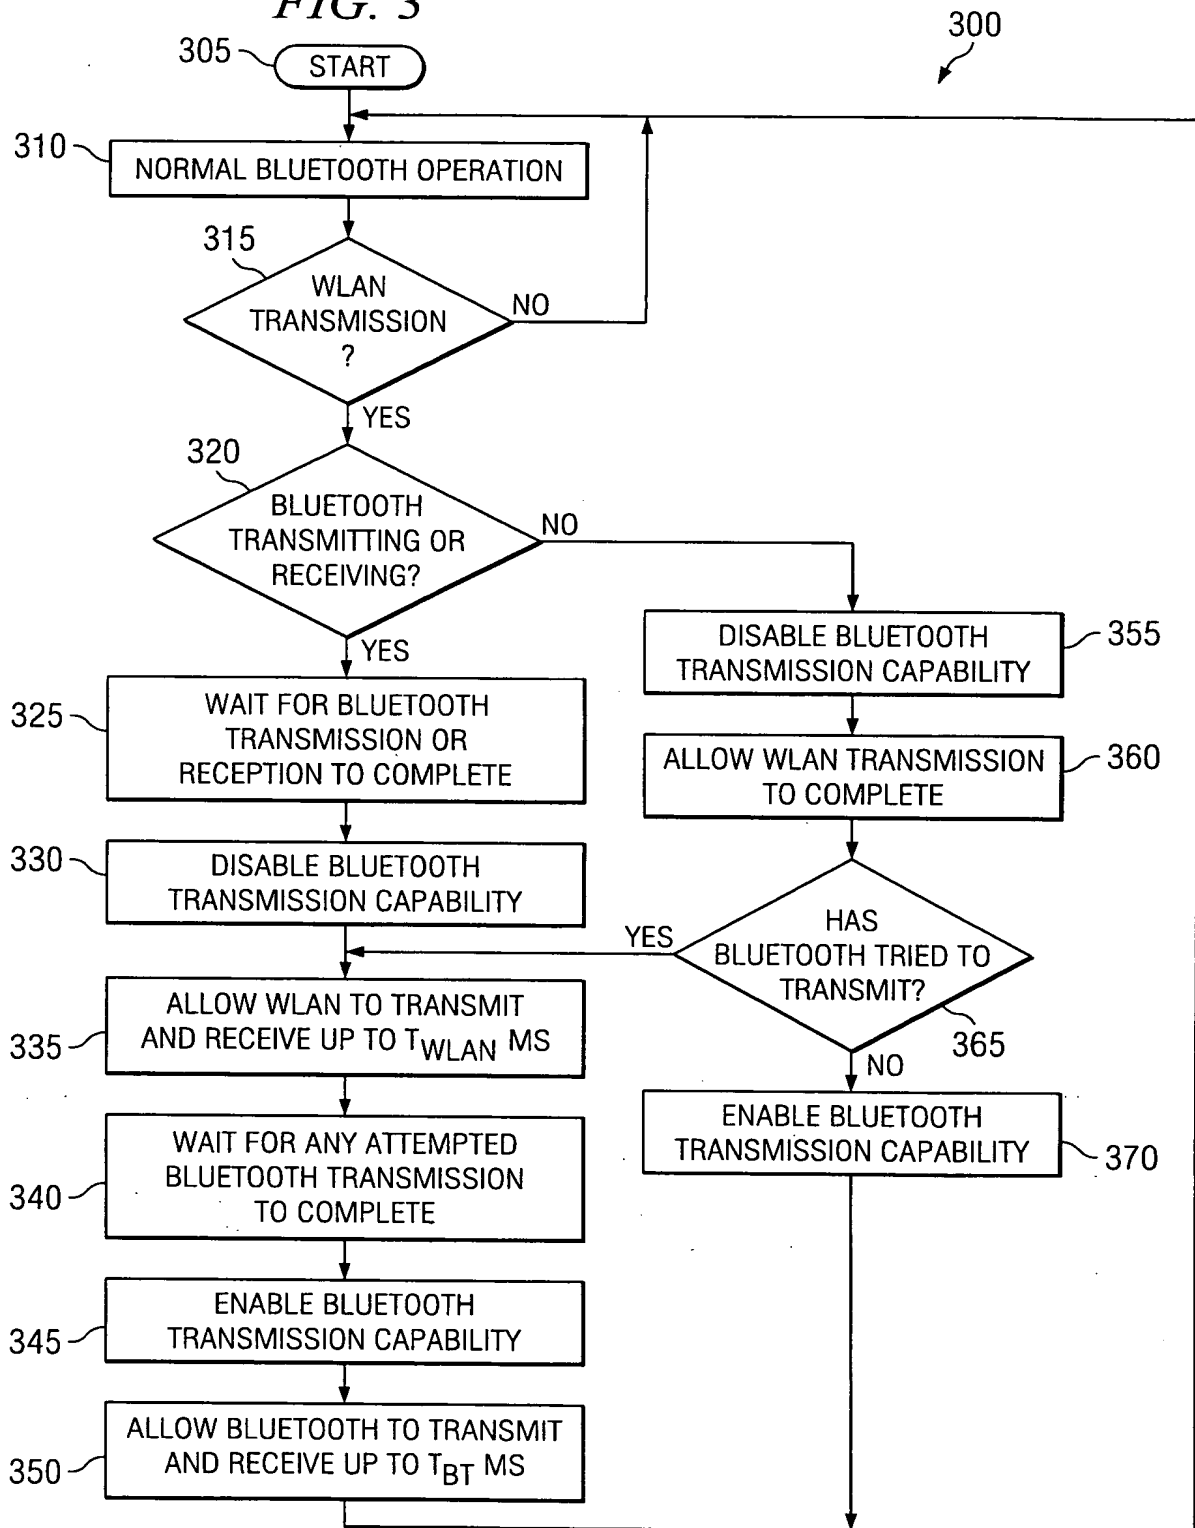 FIG. 3
300
305
START
310
NORMAL BLUETOOTH OPERATION
315
WLAN
TRANSMISSION
?
NO
YES
320
BLUETOOTH
TRANSMITTING OR
RECEIVING?
NO
YES
325
WAIT FOR BLUETOOTH
TRANSMISSION OR
RECEPTION TO COMPLETE
330
DISABLE BLUETOOTH
TRANSMISSION CAPABILITY
335
ALLOW WLAN TO TRANSMIT
AND RECEIVE UP TO TWLAN MS
340
WAIT FOR ANY ATTEMPTED
BLUETOOTH TRANSMISSION
TO COMPLETE
345
ENABLE BLUETOOTH
TRANSMISSION CAPABILITY
350
ALLOW BLUETOOTH TO TRANSMIT
AND RECEIVE UP TO TBT MS
DISABLE BLUETOOTH
TRANSMISSION CAPABILITY
355
ALLOW WLAN TRANSMISSION
TO COMPLETE
360
HAS
BLUETOOTH TRIED TO
TRANSMIT?
YES
365
NO
ENABLE BLUETOOTH
TRANSMISSION CAPABILITY
370